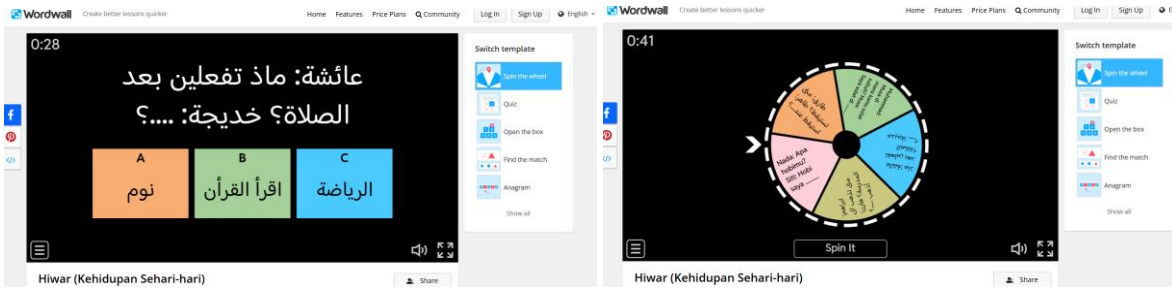 Wordwall Create better lessons quicker
Home Features Price Plans Community Log In Sign Up English
0:28
عائشة: ماذ تفعلين بعد
الصلاة؟ خديجة: ....؟
A
نوم
B
اقرأ القرأن
C
الرياضة
Switch template
Spin the wheel
Quiz
Open the box
Find the match
Anagram
Show all
Hiwar (Kehidupan Sehari-hari)
Share
Wordwall Create better lessons quicker
Home Features Price Plans Community Log In Sign Up
0:41
Nada: Apa
hobimu?
Siti: Hobi
saya
Spin It
Switch template
Spin the wheel
Quiz
Open the box
Find the match
Anagram
Show all
Hiwar (Kehidupan Sehari-hari)
Share